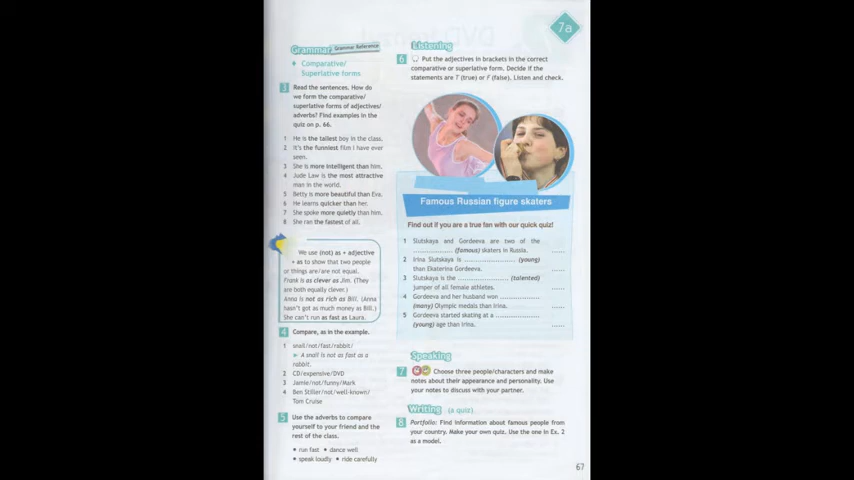 7a
Grammar Grammar Reference
Comparative/
Superlative forms
3 Read the sentences. How do
we form the comparative/
superlative forms of adjectives/
adverbs? Find examples in the
quiz on p. 66.
1 He is the tallest boy in the class.
2 It's the funniest film I have ever
seen.
3 She is more intelligent than him.
4 Jude Law is the most attractive
man in the world.
5 Betty is more beautiful than Eva.
6 He learns quicker than her.
7 She spoke more quietly than him.
8 She ran the fastest of all.
We use (not) as + adjective
+ as to show that two people
or things are/are not equal.
Frank is as clever as Jim. (They
are both equally clever.)
Anna is not as rich as Bill. (Anna
hasn't got as much money as Bill.)
She can't run as fast as Laura.
4 Compare, as in the example.
1 snail/not/fast/rabbit/
A snail is not as fast as a
rabbit.
2 CD/expensive/DVD
3 Jamie/not/funny/Mark
4 Ben Stiller/not/well-known/
Tom Cruise
5 Use the adverbs to compare
yourself to your friend and the
rest of the class.
• run fast • dance well
• speak loudly • ride carefully
Listening
6 Put the adjectives in brackets in the correct
comparative or superlative form. Decide if the
statements are T (true) or F (false). Listen and check.
Famous Russian figure skaters
Find out if you are a true fan with our quick quiz!
1 Slutskaya and Gordeeva are two of the
..................... (famous) skaters in Russia. ......
2 Irina Slutskaya is ..................... (young)
than Ekaterina Gordeeva. ......
3 Slutskaya is the ..................... (talented)
jumper of all female athletes. ......
4 Gordeeva and her husband won .................
(many) Olympic medals than Irina. ......
5 Gordeeva started skating at a .................
(young) age than Irina. ......
Speaking
7 Choose three people/characters and make
notes about their appearance and personality. Use
your notes to discuss with your partner.
Writing (a quiz)
8 Portfolio: Find information about famous people from
your country. Make your own quiz. Use the one in Ex. 2
as a model.
67